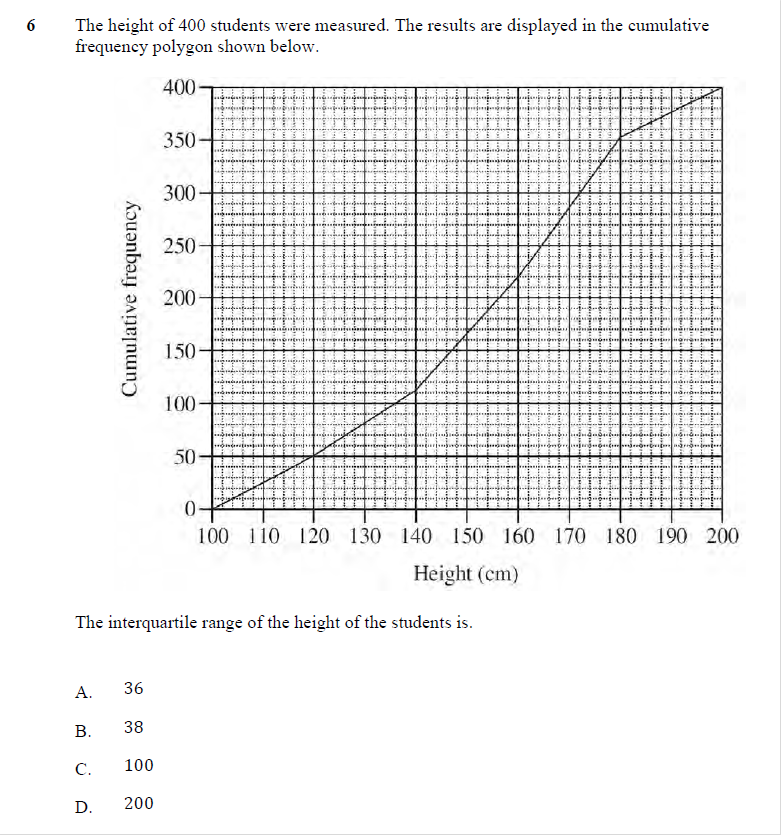 6 The height of 400 students were measured. The results are displayed in the cumulative
frequency polygon shown below.
400
350
300
250
200
150
100
50
0
Cumulative frequency
100 110 120 130 140 150 160 170 180 190 200
Height (cm)
The interquartile range of the height of the students is.
A. 36
B. 38
C. 100
D. 200